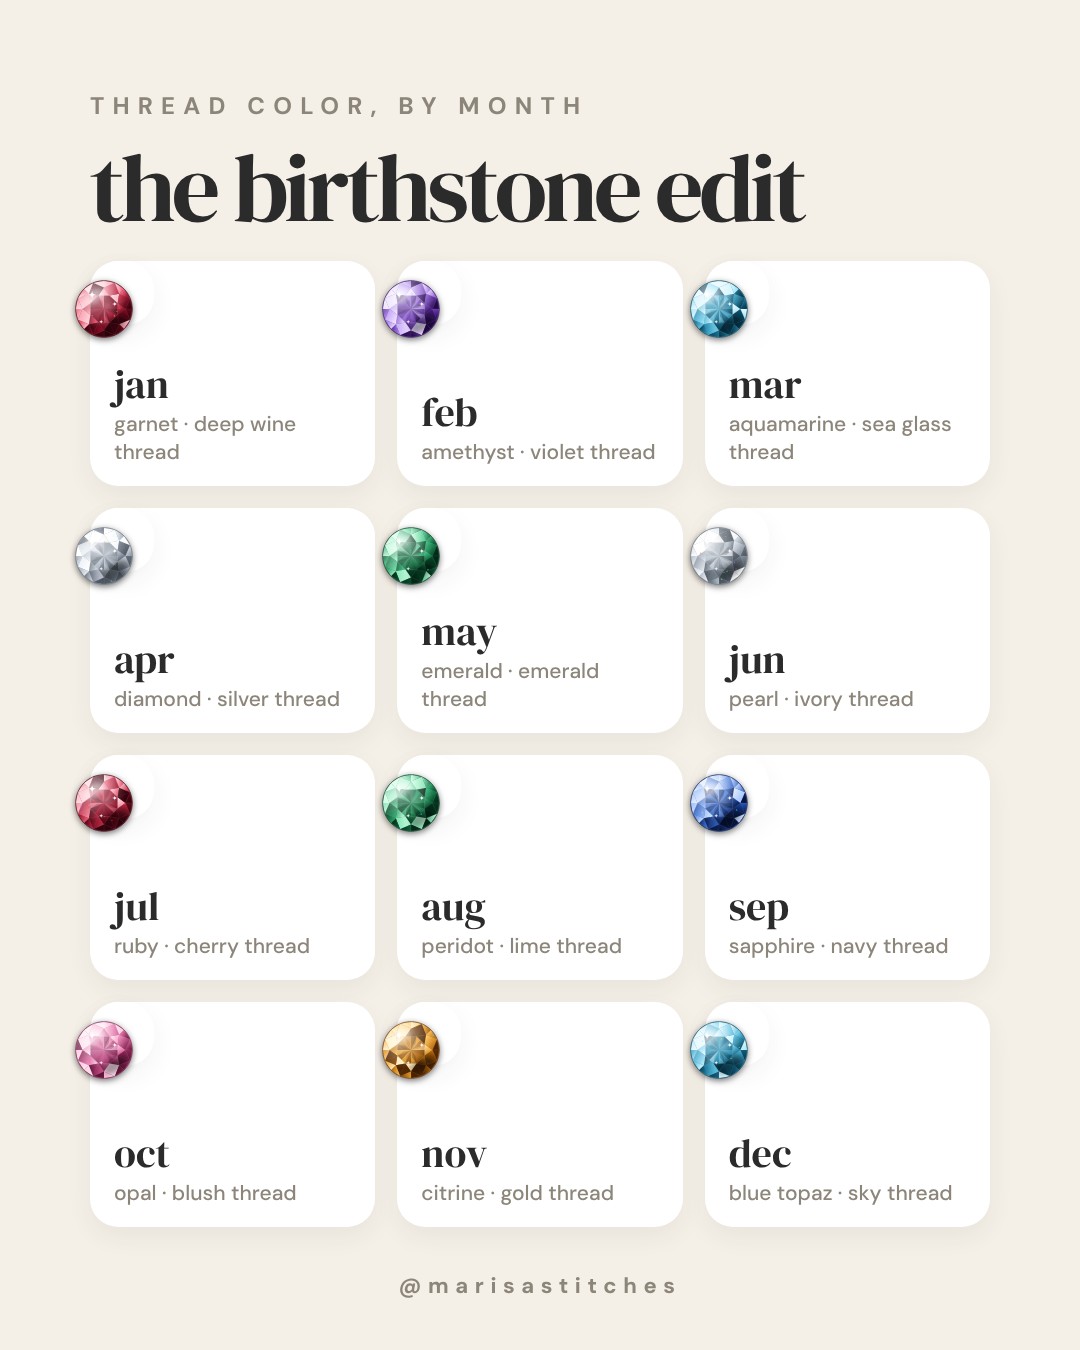 THREAD COLOR, BY MONTH
the birthstone edit
jan
garnet · deep wine
thread
feb
amethyst · violet thread
mar
aquamarine · sea glass
thread
apr
diamond · silver thread
may
emerald · emerald
thread
jun
pearl · ivory thread
jul
ruby · cherry thread
aug
peridot · lime thread
sep
sapphire · navy thread
oct
opal · blush thread
nov
citrine · gold thread
dec
blue topaz · sky thread
@marisastitches